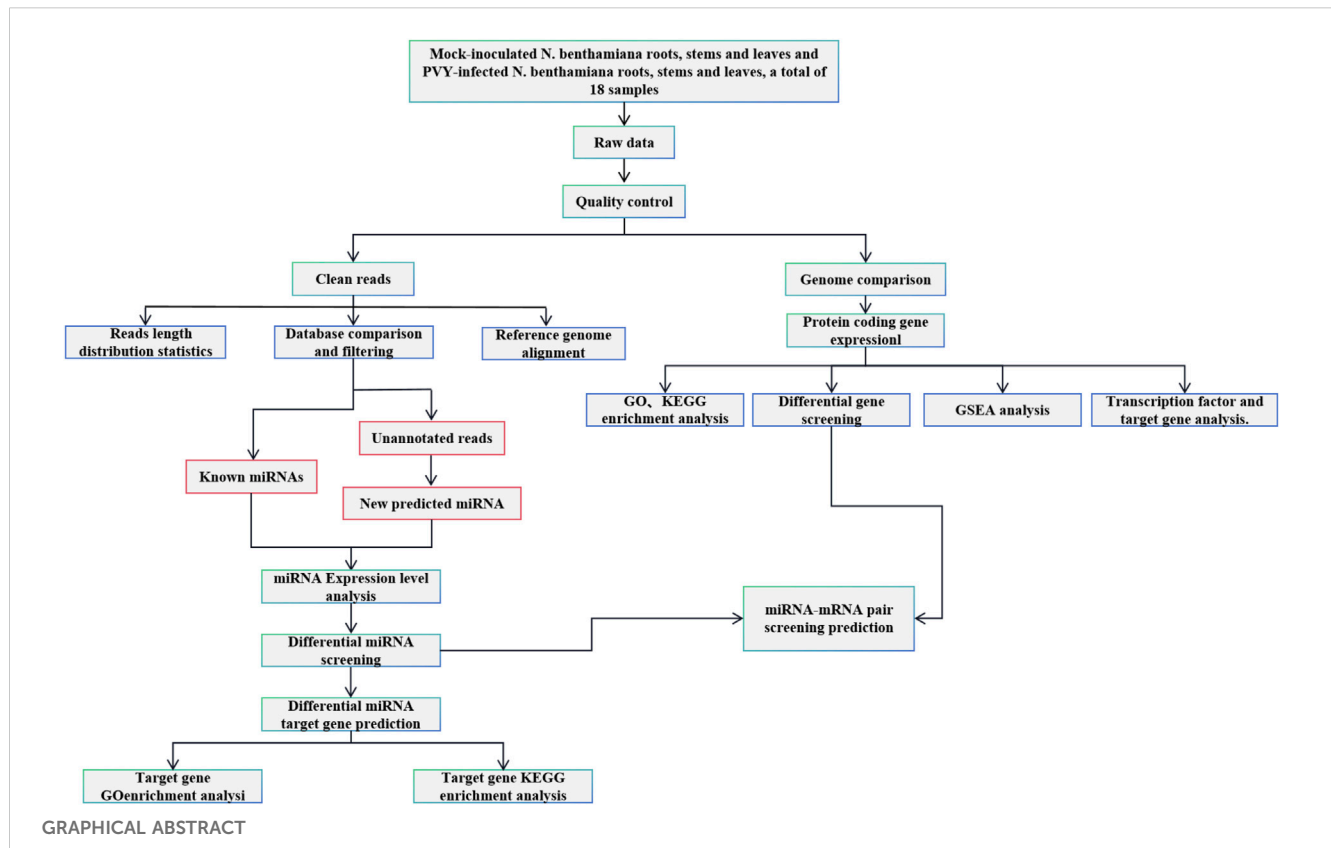 Mock-inoculated N. benthamiana roots, stems and leaves and
PVY-infected N. benthamiana roots, stems and leaves, a total of
18 samples
Raw data
Quality control
Clean reads
Genome comparison
Reads length
distribution statistics
Database comparison
and filtering
Reference genome
alignment
Protein coding gene
expressionl
GO、KEGG
enrichment analysis
Differential gene
screening
GSEA analysis
Transcription factor and
target gene analysis.
Unannotated reads
Known miRNAs
New predicted miRNA
miRNA Expression level
analysis
miRNA-mRNA pair
screening prediction
Differential miRNA
screening
Differential miRNA
target gene prediction
Target gene
GOenrichment analysi
Target gene KEGG
enrichment analysis
GRAPHICAL ABSTRACT